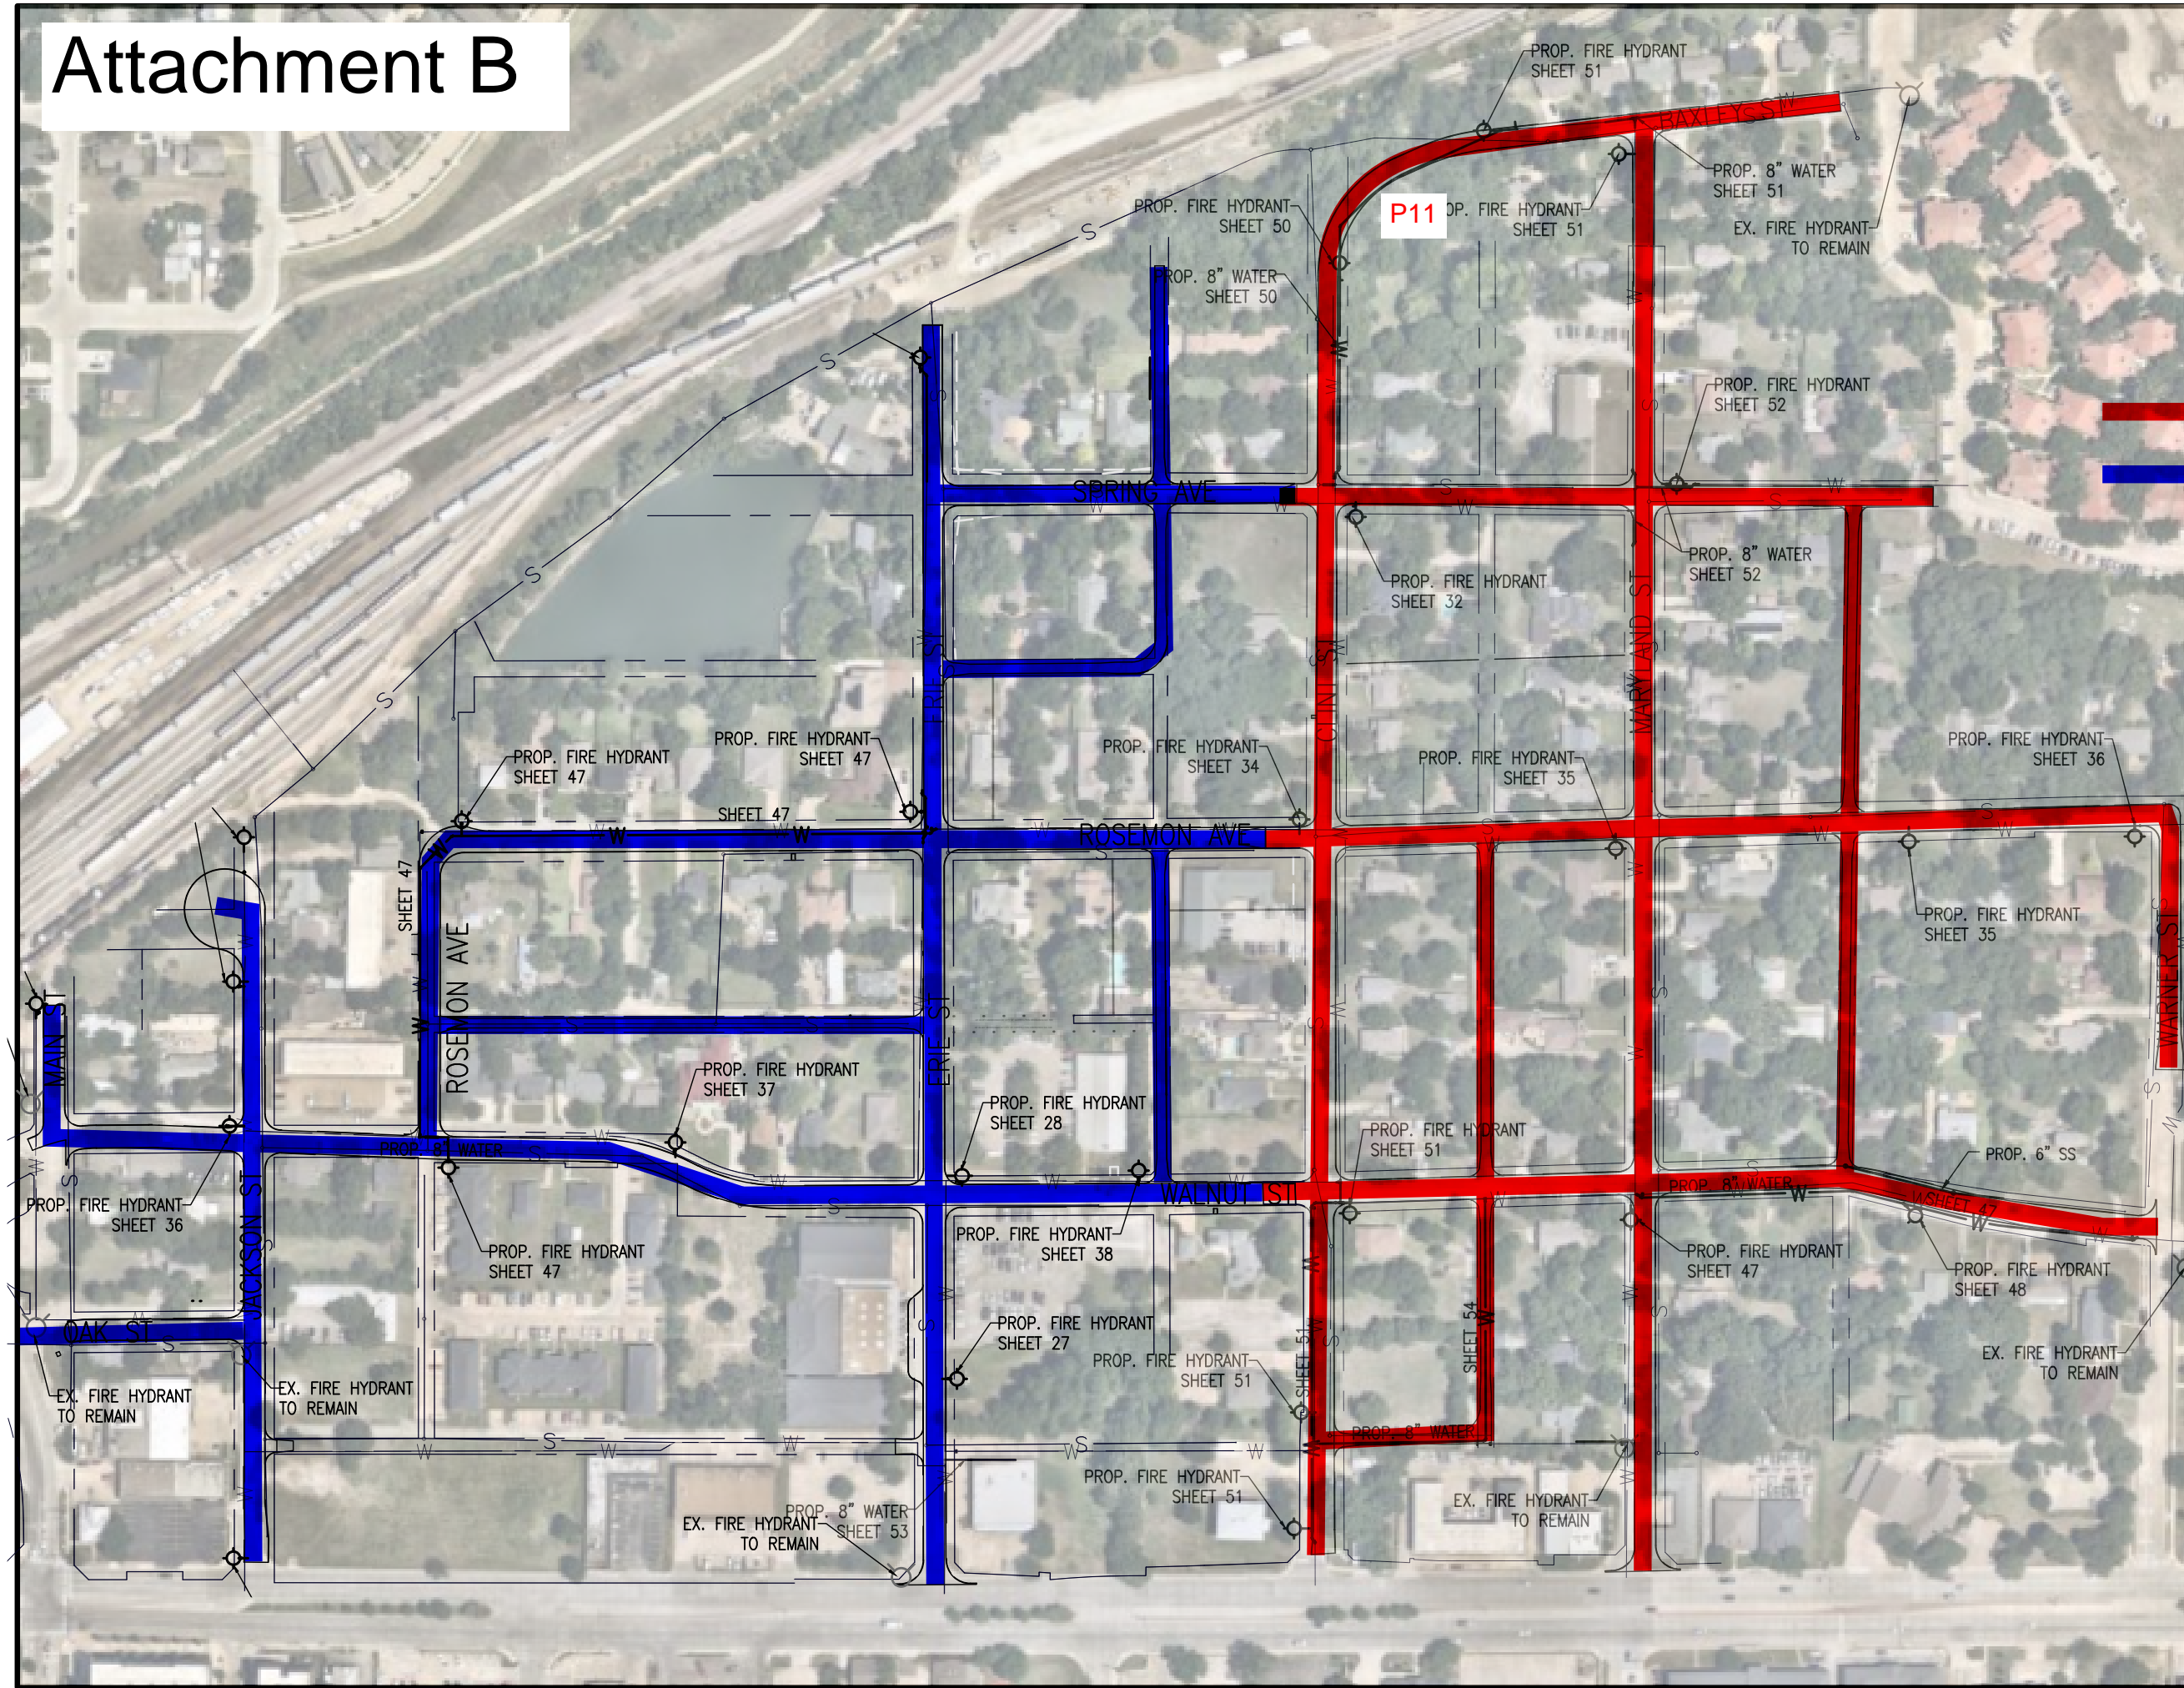 Attachment B
PROP. FIRE HYDRANT
SHEET 51
BAXLEY ST
PROP. 8" WATER
SHEET 51
PROP. FIRE HYDRANT
SHEET 50
P11
OP. FIRE HYDRANT
SHEET 51
EX. FIRE HYDRANT
TO REMAIN
PROP. 8" WATER
SHEET 50
PROP. FIRE HYDRANT
SHEET 52
SPRING AVE
PROP. 8" WATER
SHEET 52
PROP. FIRE HYDRANT
SHEET 32
ERIE ST
MARYLAND ST
PROP. FIRE HYDRANT
SHEET 47
PROP. FIRE HYDRANT
SHEET 47
PROP. FIRE HYDRANT
SHEET 34
PROP. FIRE HYDRANT
SHEET 35
PROP. FIRE HYDRANT
SHEET 36
SHEET 47
ROSEMON AVE
SHEET 47
ROSEMON AVE
PROP. FIRE HYDRANT
SHEET 35
WARNER ST
MAIN ST
ERIE ST
PROP. FIRE HYDRANT
SHEET 37
PROP. FIRE HYDRANT
SHEET 28
PROP. FIRE HYDRANT
SHEET 51
PROP. 8" WATER
PROP. 6" SS
WALNUT ST
PROP. 8" WATER
SHEET 47
PROP. FIRE HYDRANT
SHEET 36
JACKSON ST
PROP. FIRE HYDRANT
SHEET 47
PROP. FIRE HYDRANT
SHEET 38
PROP. FIRE HYDRANT
SHEET 47
PROP. FIRE HYDRANT
SHEET 48
OAK ST
PROP. FIRE HYDRANT
SHEET 27
PROP. FIRE HYDRANT
SHEET 51
SHEET 51
SHEET 54
EX. FIRE HYDRANT
TO REMAIN
EX. FIRE HYDRANT
TO REMAIN
EX. FIRE HYDRANT
TO REMAIN
PROP. 8" WATER
PROP. FIRE HYDRANT
SHEET 51
EX. FIRE HYDRANT
TO REMAIN
PROP. 8" WATER
SHEET 53
EX. FIRE HYDRANT
TO REMAIN